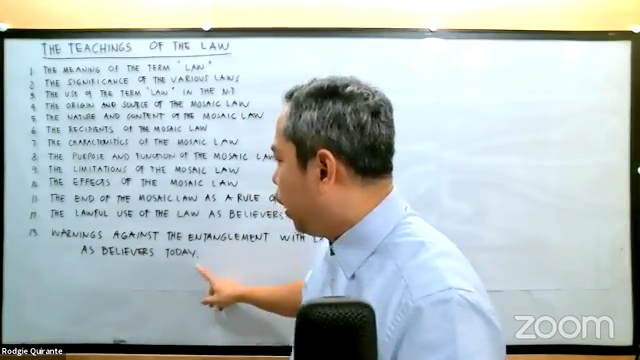 THE TEACHINGS OF THE LAW
1. THE MEANING OF THE TERM "LAW"
2 THE SIGNIFICANCE OF THE VARIOUS LAWS
3 THE USE OF THE TERM "LAW" IN THE N.T.
4 THE ORIGIN AND SOURCE OF THE MOSAIC LAW
5 THE NATURE AND CONTENT OF THE MOSAIC LAW
6 THE RECIPIENTS OF THE MOSAIC LAW
7 THE CHARACTERISTICS OF THE MOSAIC LAW
8 THE PURPOSE AND FUNCTION OF THE MOSAIC LAW
9 THE LIMITATIONS OF THE MOSAIC LAW
10 THE EFFECTS OF THE MOSAIC LAW
11 THE END OF THE MOSAIC LAW AS A RULE
12. THE LAWFUL USE OF THE LAW AS BELIEVERS
13. WARNINGS AGAINST THE ENTANGLEMENT WITH
AS BELIEVERS TODAY.
zoom
Rodgie Quirante